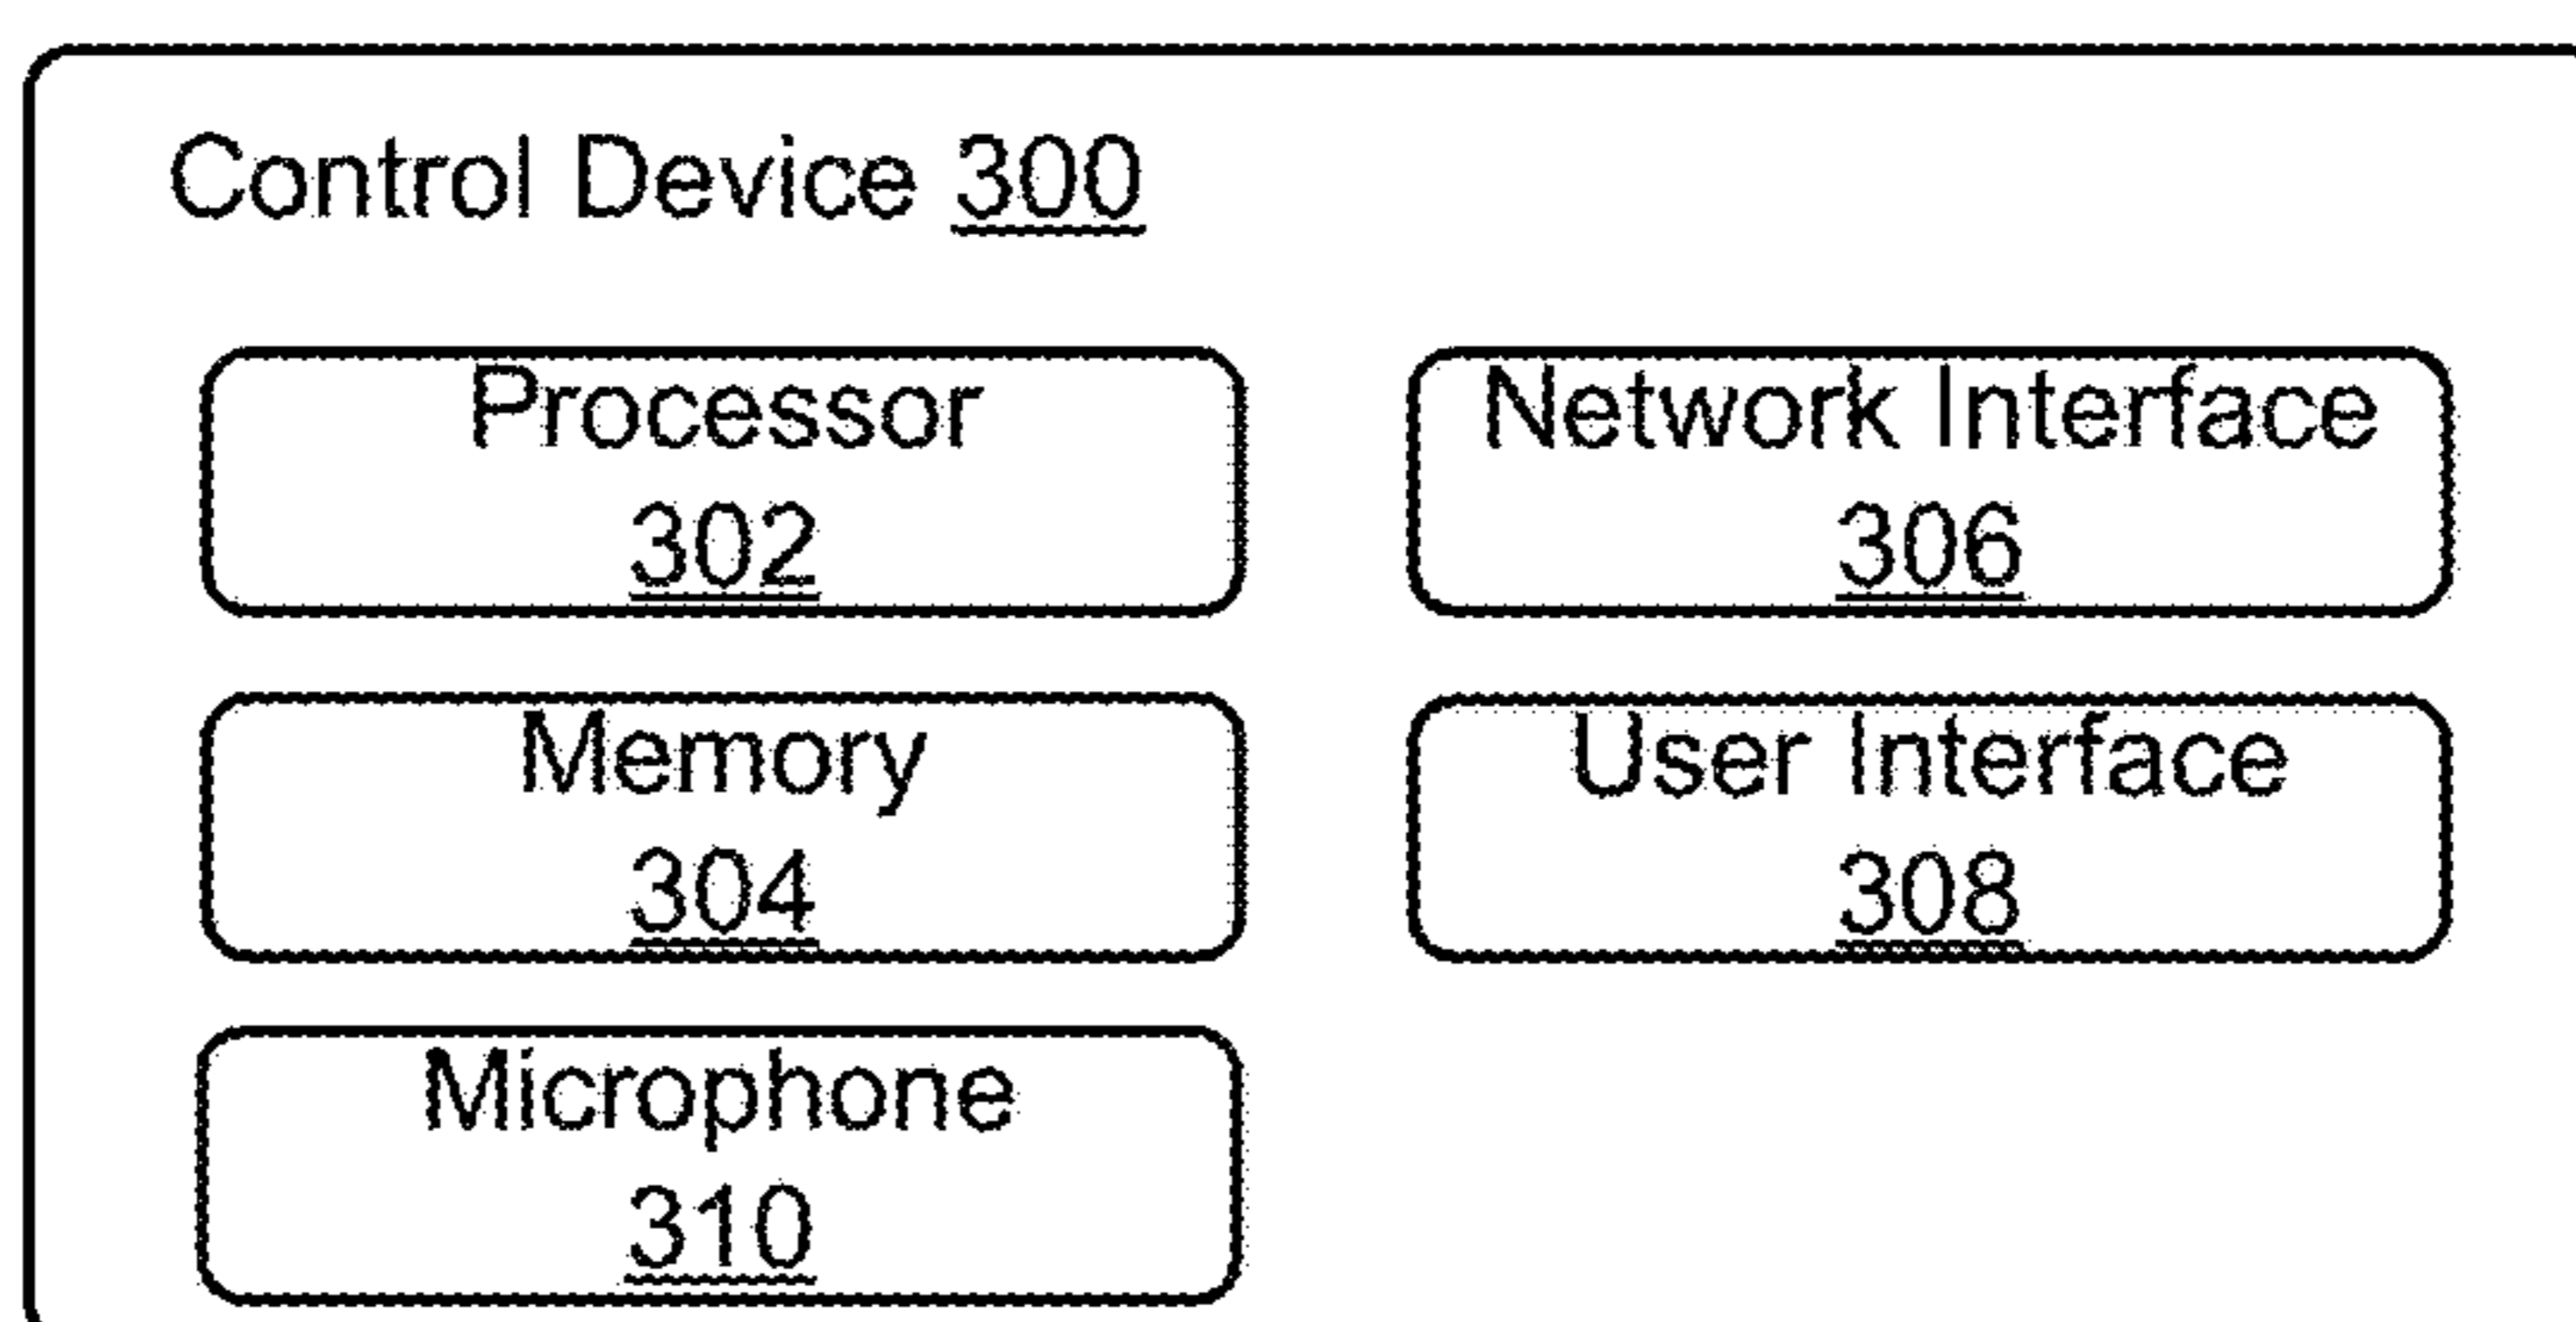 Control Device 300
Processor
302
Network Interface
306
Memory
304
User Interface
308
Microphone
310